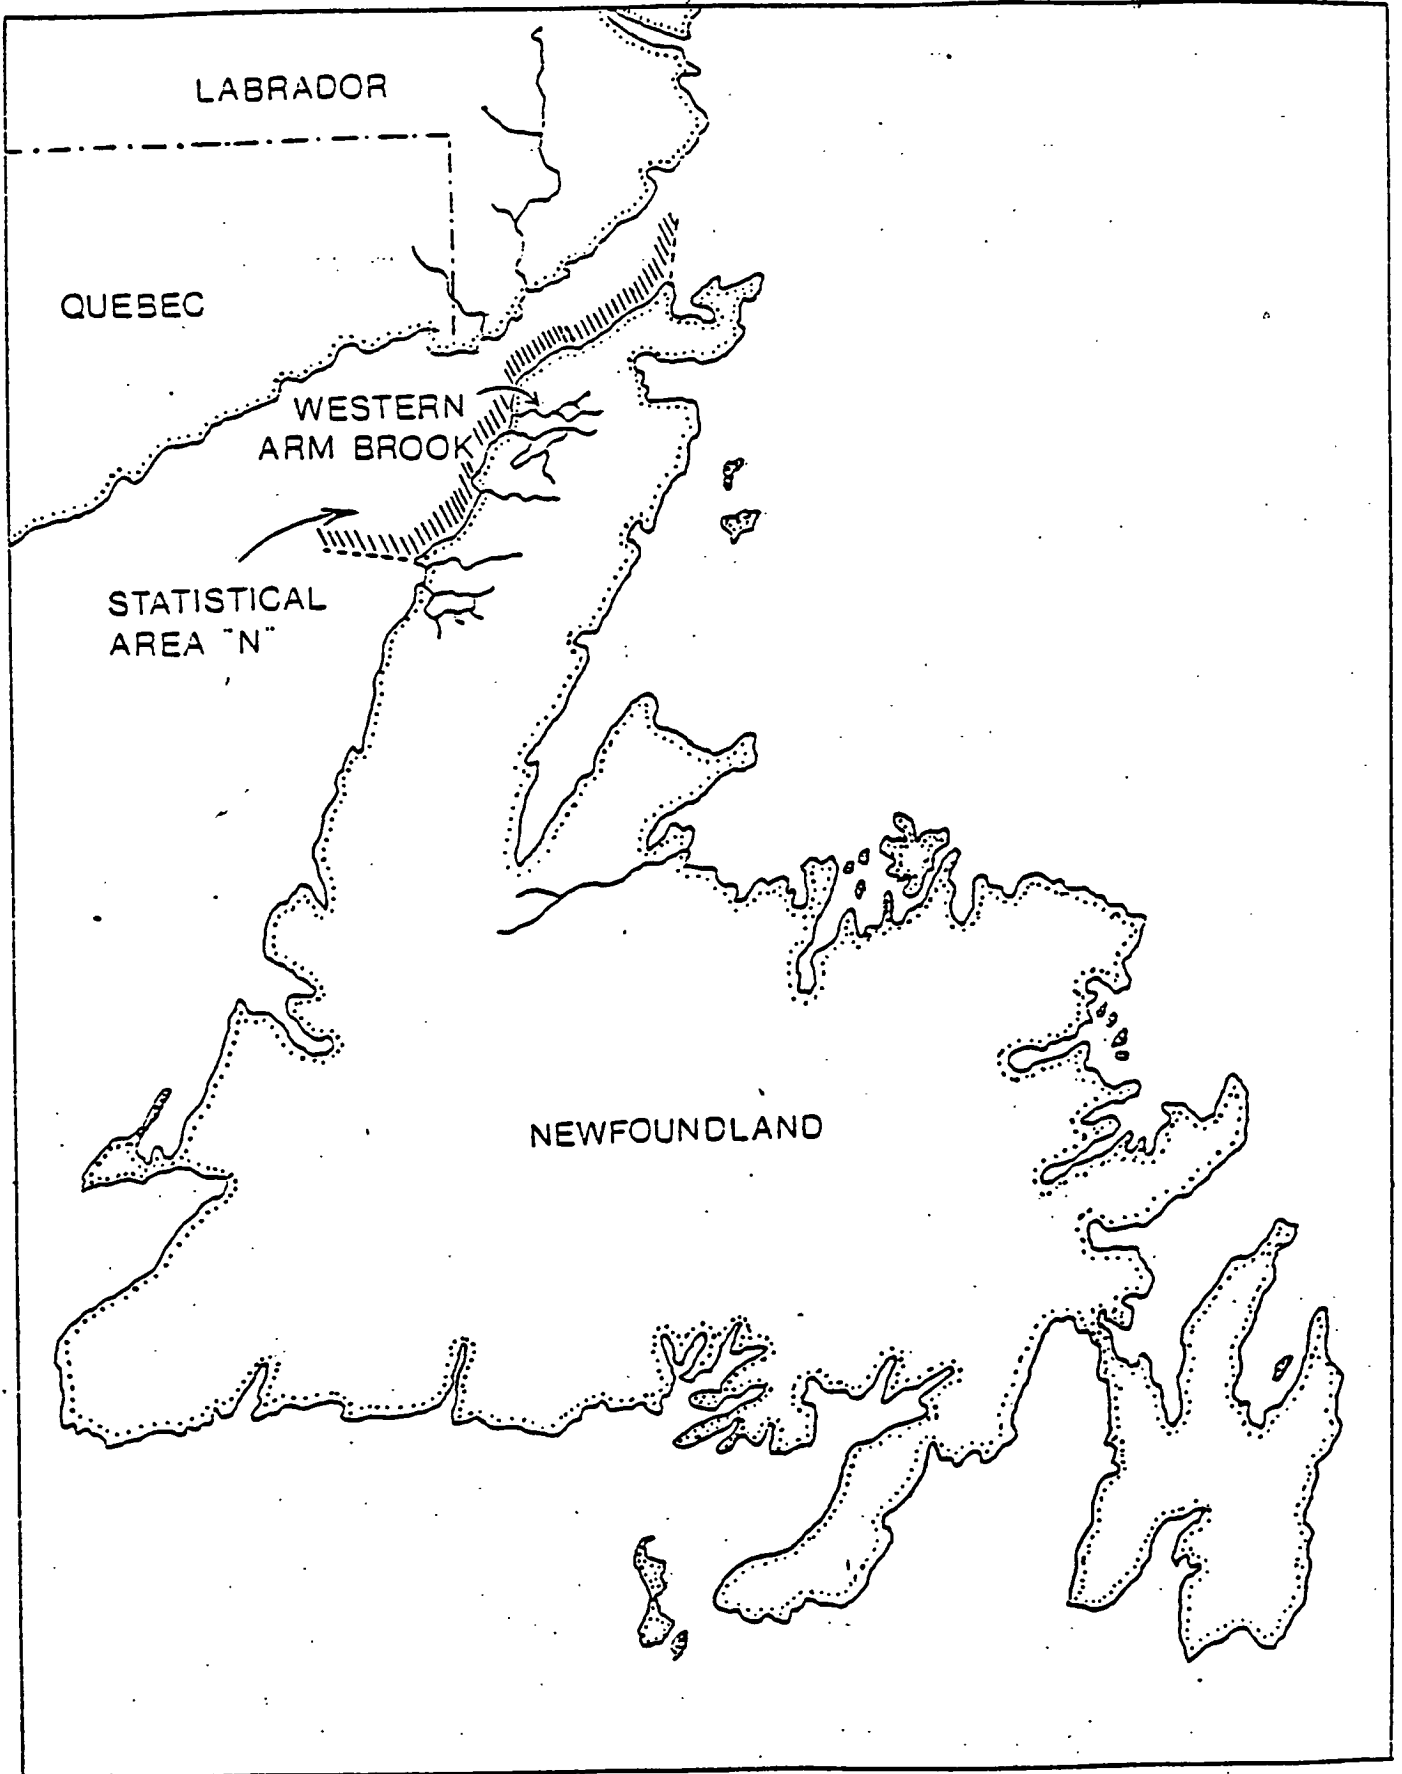 LABRADOR
QUEBEC
WESTERN
ARM BROOK
STATISTICAL
AREA "N"
NEWFOUNDLAND